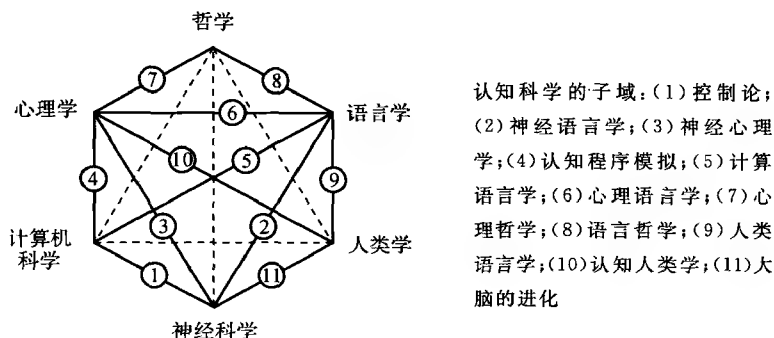 哲学
⑦
⑧
心理学
⑥
语言学
⑩
⑤
④
⑨
计算机
科学
③
②
人类学
①
⑪
神经科学
认知科学的子域:(1)控制论;
(2)神经语言学;(3)神经心理
学;(4)认知程序模拟;(5)计算
语言学;(6)心理语言学;(7)心
理哲学;(8)语言哲学;(9)人类
语言学;(10)认知人类学;(11)大
脑的进化